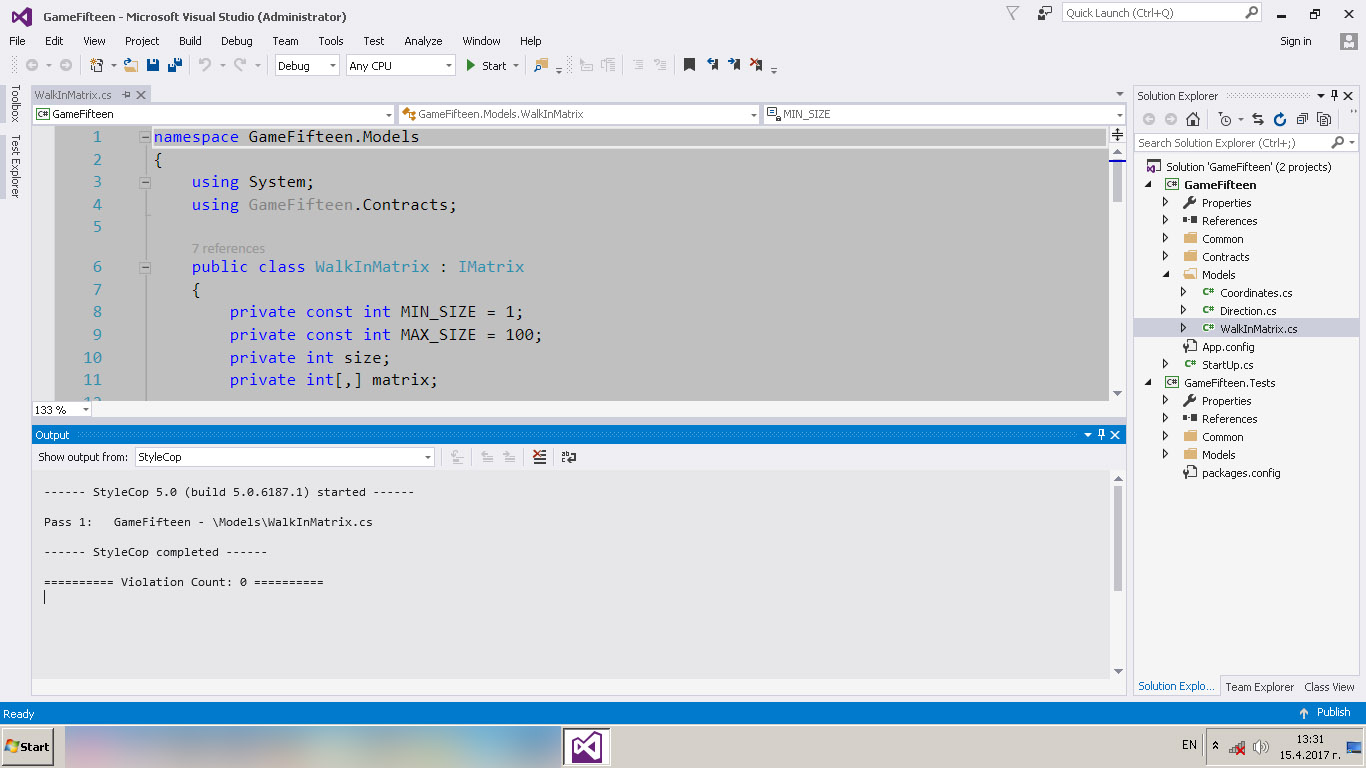 GameFifteen - Microsoft Visual Studio (Administrator)
Quick Launch (Ctrl+Q)
File Edit View Project Build Debug Team Tools Test Analyze Window Help
Sign in
Debug Any CPU Start
Toolbox
Test Explorer
WalkInMatrix.cs
GameFifteen GameFifteen.Models.WalkInMatrix MIN_SIZE
1 namespace GameFifteen.Models
2 {
3 using System;
4 using GameFifteen.Contracts;
5
7 references
6 public class WalkInMatrix : IMatrix
7 {
8 private const int MIN_SIZE = 1;
9 private const int MAX_SIZE = 100;
10 private int size;
11 private int[,] matrix;
133 %
Output
Show output from: StyleCop
------ StyleCop 5.0 (build 5.0.6187.1) started ------
Pass 1: GameFifteen - \Models\WalkInMatrix.cs
------ StyleCop completed ------
========== Violation Count: 0 ==========
Solution Explorer
Search Solution Explorer (Ctrl+;)
Solution 'GameFifteen' (2 projects)
C# GameFifteen
Properties
References
Common
Contracts
Models
C# Coordinates.cs
C# Direction.cs
C# WalkInMatrix.cs
App.config
C# StartUp.cs
C# GameFifteen.Tests
Properties
References
Common
Models
packages.config
Solution Explo... Team Explorer Class View
Ready
Publish
Start
EN
13:31
15.4.2017 г.